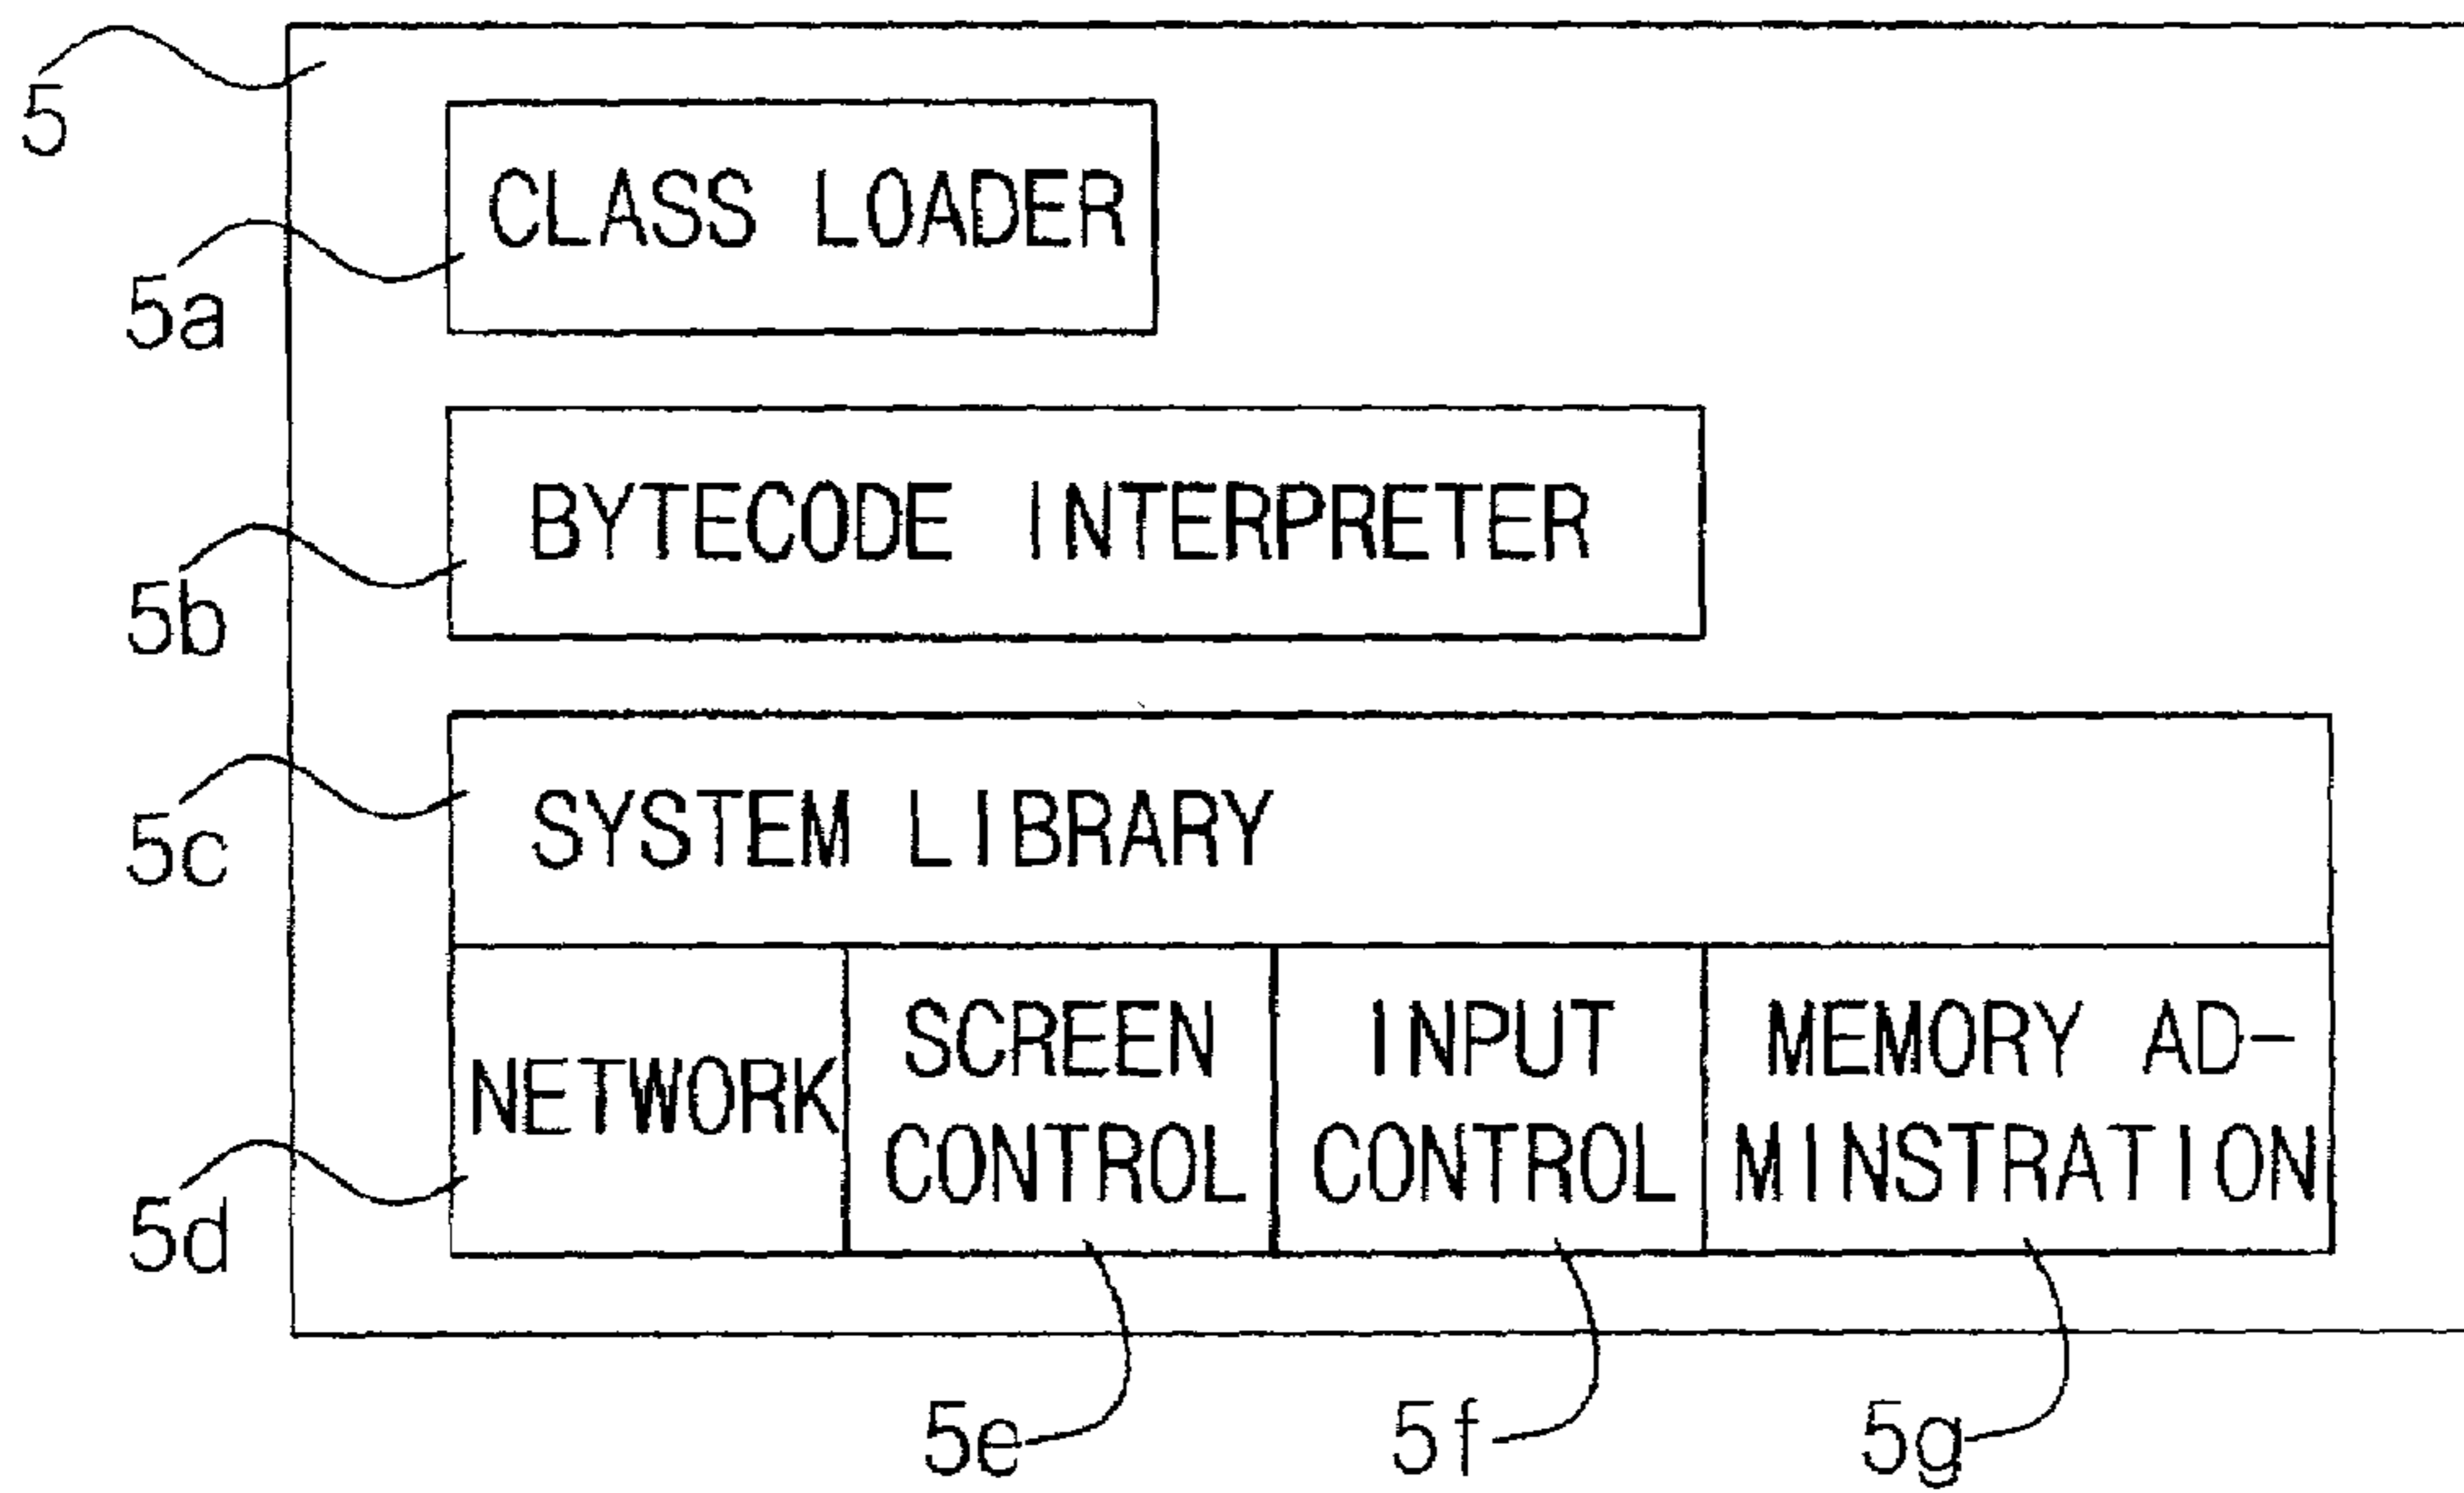 5
CLASS LOADER
5a
BYTECODE INTERPRETER
5b
SYSTEM LIBRARY
5c
NETWORK
SCREEN
CONTROL
INPUT
CONTROL
MEMORY AD-
MINSTRATION
5d
5e
5f
5g